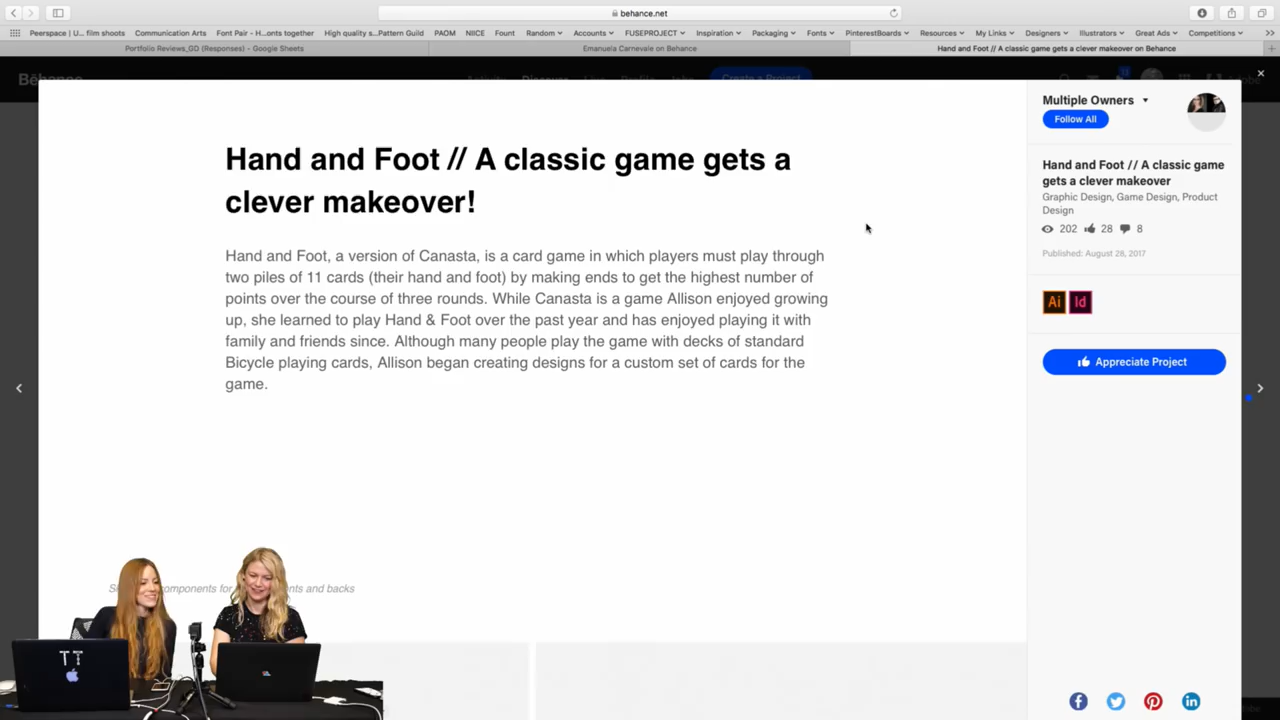 behance.net
Peerspace | U... film shoots
Communication Arts
Font Pair - H...onts together
High quality s...Pattern Guild
PAOM
NIICE
Fount
Random
Accounts
FUSEPROJECT
Inspiration
Packaging
Fonts
PinterestBoards
Resources
My Links
Designers
Illustrators
Great Ads
Competitions
Portfolio Reviews_GD (Responses) - Google Sheets
Emanuela Carnevale on Behance
Hand and Foot // A classic game gets a clever makeover on Behance
Bēhance
Create a Project
Hand and Foot // A classic game gets a
clever makeover!
Hand and Foot, a version of Canasta, is a card game in which players must play through
two piles of 11 cards (their hand and foot) by making ends to get the highest number of
points over the course of three rounds. While Canasta is a game Allison enjoyed growing
up, she learned to play Hand & Foot over the past year and has enjoyed playing it with
family and friends since. Although many people play the game with decks of standard
Bicycle playing cards, Allison began creating designs for a custom set of cards for the
game.
components for
and backs
TT
Multiple Owners
Follow All
Hand and Foot // A classic game
gets a clever makeover
Graphic Design, Game Design, Product
Design
202 28 8
Published: August 28, 2017
Ai Id
Appreciate Project